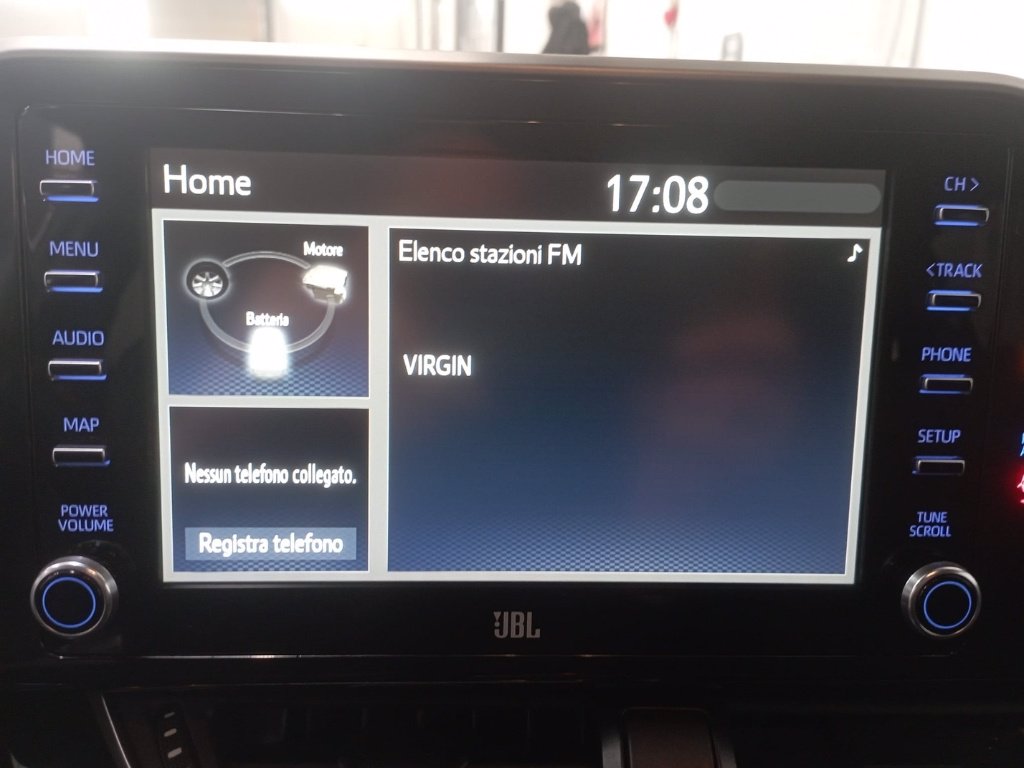 HOME
MENU
AUDIO
MAP
POWER
VOLUME
Home
17:08
Motore
Batteria
Elenco stazioni FM
VIRGIN
Nessun telefono collegato.
Registra telefono
CH >
<TRACK
PHONE
SETUP
TUNE
SCROLL
JBL